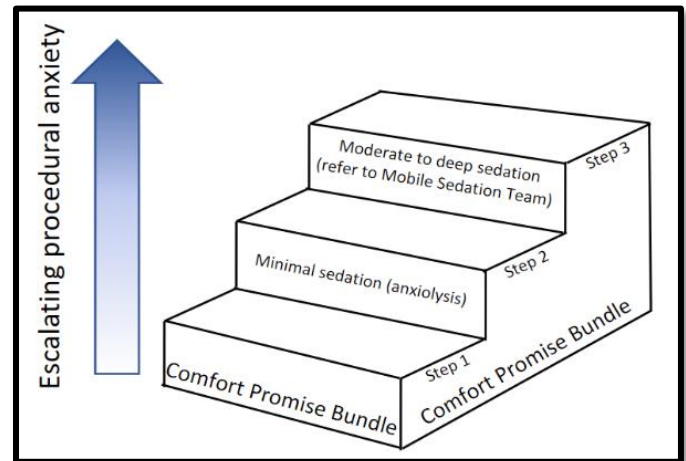 Escalating procedural anxiety
Moderate to deep sedation
(refer to Mobile Sedation Team)
Step 3
Minimal sedation (anxiolysis)
Step 2
Comfort Promise Bundle
Step 1
Comfort Promise Bundle